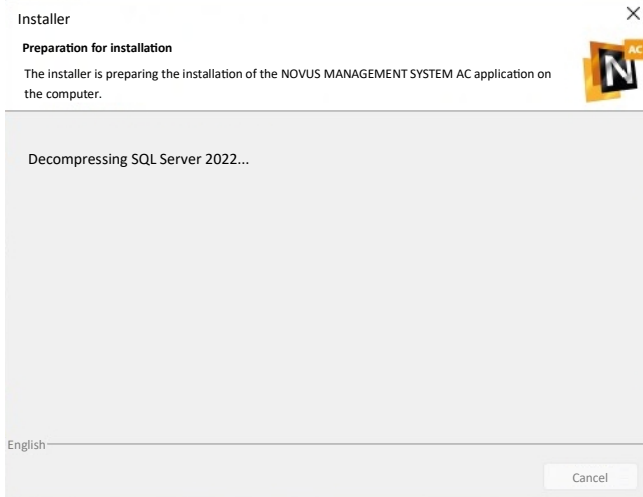 Installer
Preparation for installation
The installer is preparing the installation of the NOVUS MANAGEMENT SYSTEM AC application on
the computer.
AC
N
Decompressing SQL Server 2022...
English
Cancel